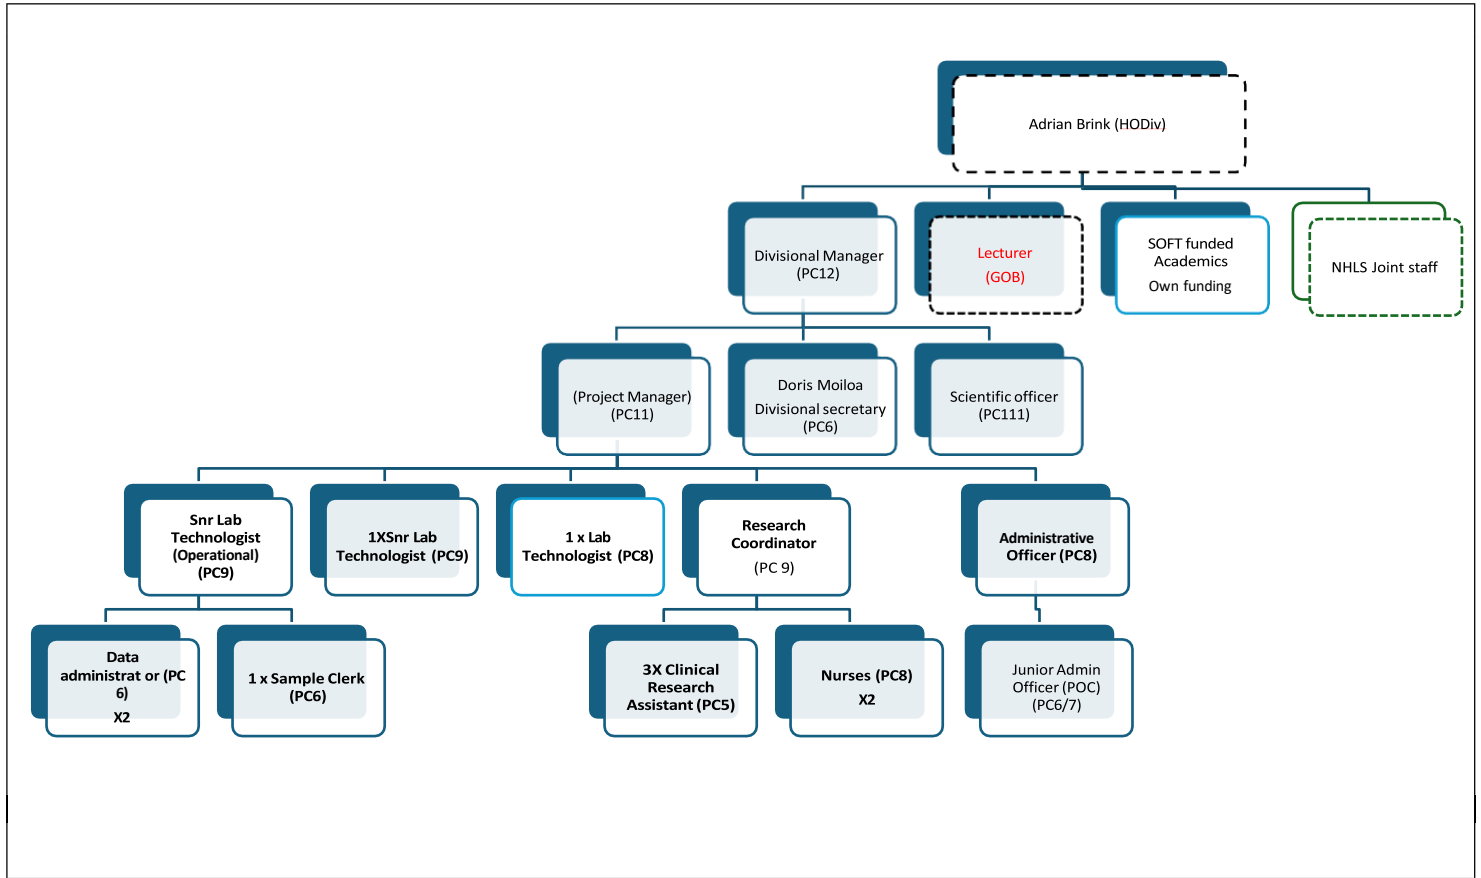 Adrian Brink (HODiv)
Divisional Manager
(PC12)
Lecturer
(GOB)
SOFT funded
Academics
Own funding
NHLS Joint staff
(Project Manager)
(PC11)
Doris Moiloa
Divisional secretary
(PC6)
Scientific officer
(PC111)
Snr Lab
Technologist
(Operational)
(PC9)
1XSnr Lab
Technologist (PC9)
1 x Lab
Technologist (PC8)
Research
Coordinator
(PC 9)
Administrative
Officer (PC8)
Data
administrat or (PC
6)
X2
1 x Sample Clerk
(PC6)
3X Clinical
Research
Assistant (PC5)
Nurses (PC8)
X2
Junior Admin
Officer (POC)
(PC6/7)